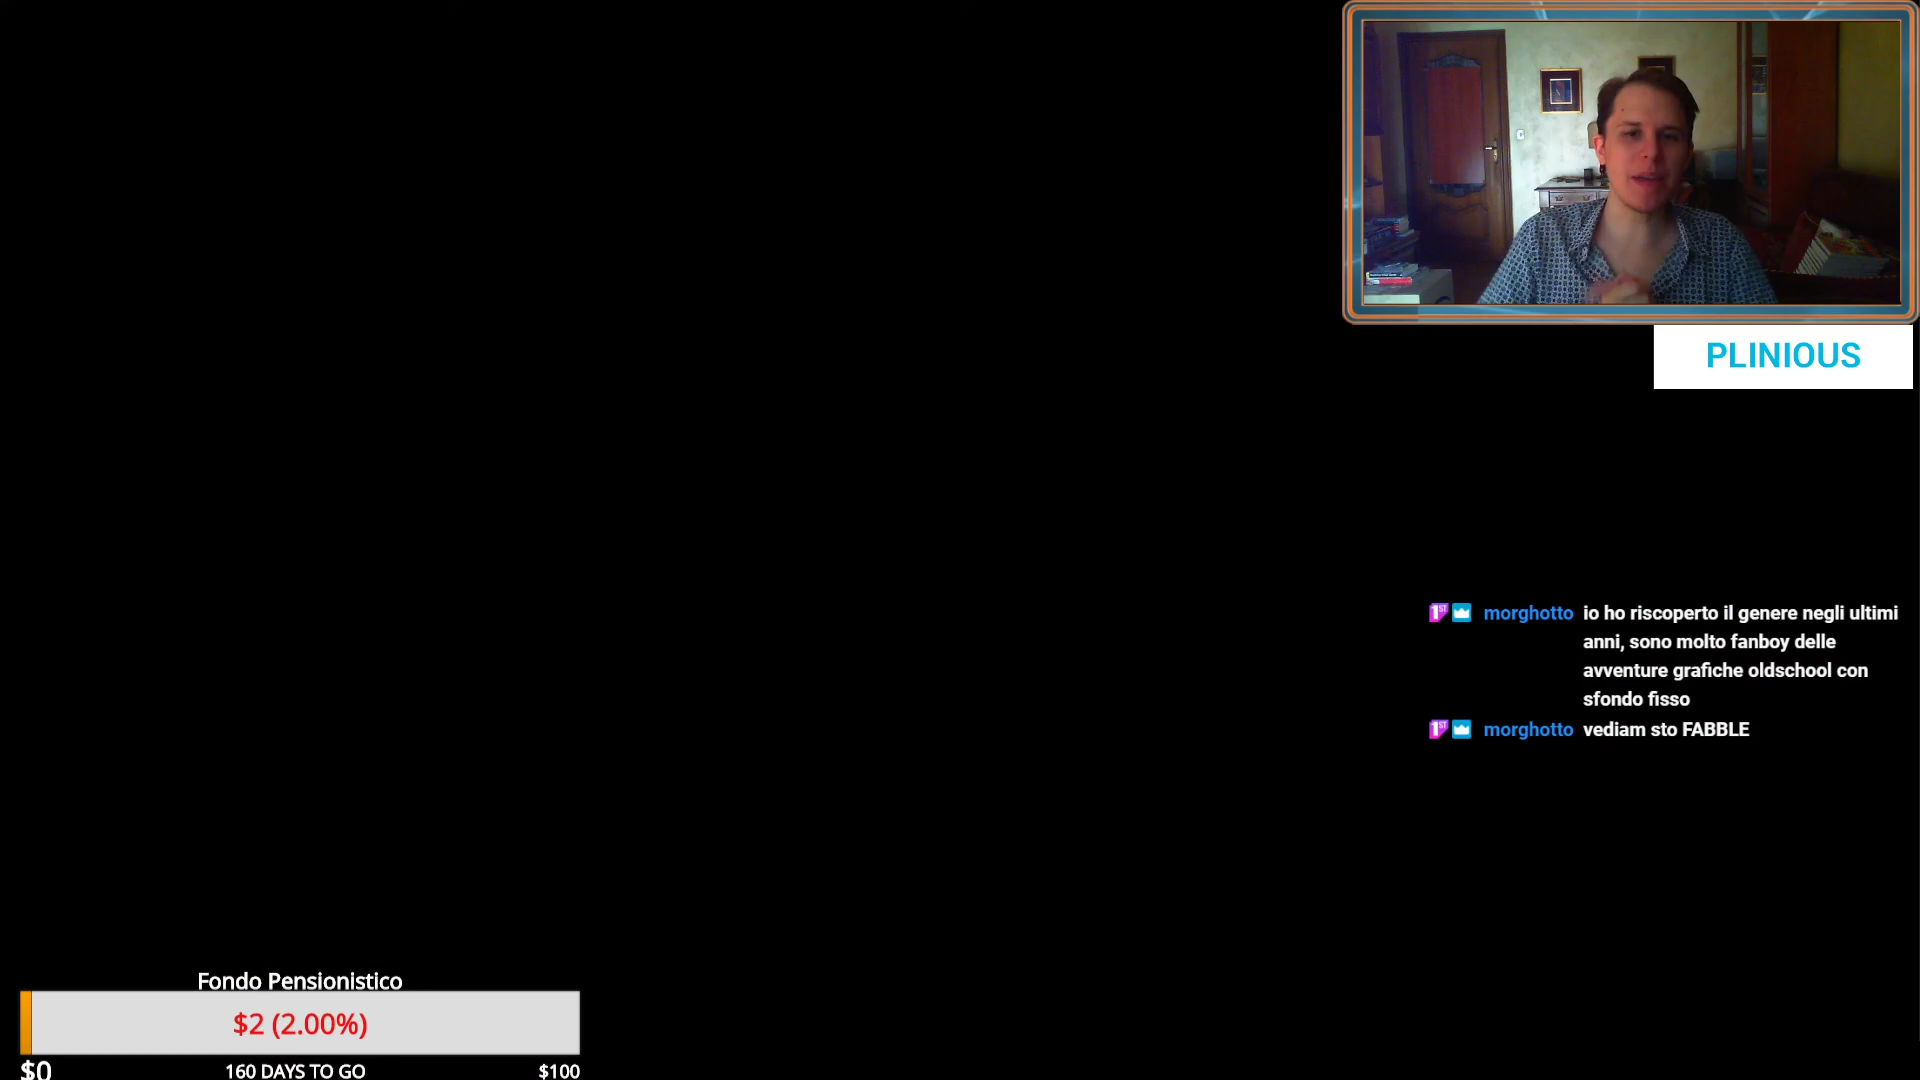 PLINIOUS
morghotto io ho riscoperto il genere negli ultimi
anni, sono molto fanboy delle
avventure grafiche oldschool con
sfondo fisso
morghotto vediam sto FABBLE
Fondo Pensionistico
$2 (2.00%)
$0 160 DAYS TO GO $100